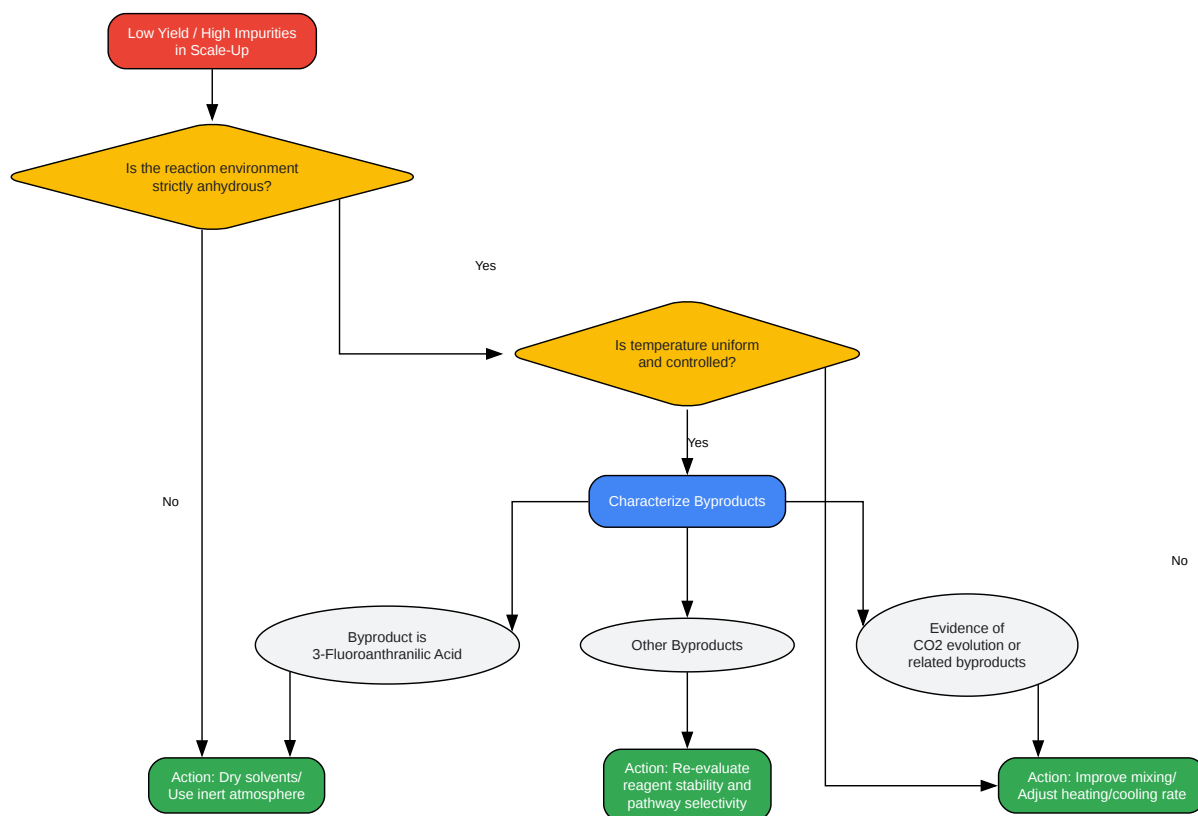 Low Yield / High Impurities
in Scale-Up
Is the reaction environment
strictly anhydrous?
Yes
Is temperature uniform
and controlled?
Yes
No
Characterize Byproducts
No
Byproduct is
3-Fluoroanthranilic Acid
Other Byproducts
Evidence of
CO2 evolution or
related byproducts
Action: Dry solvents/
Use inert atmosphere
Action: Re-evaluate
reagent stability and
pathway selectivity
Action: Improve mixing/
Adjust heating/cooling rate